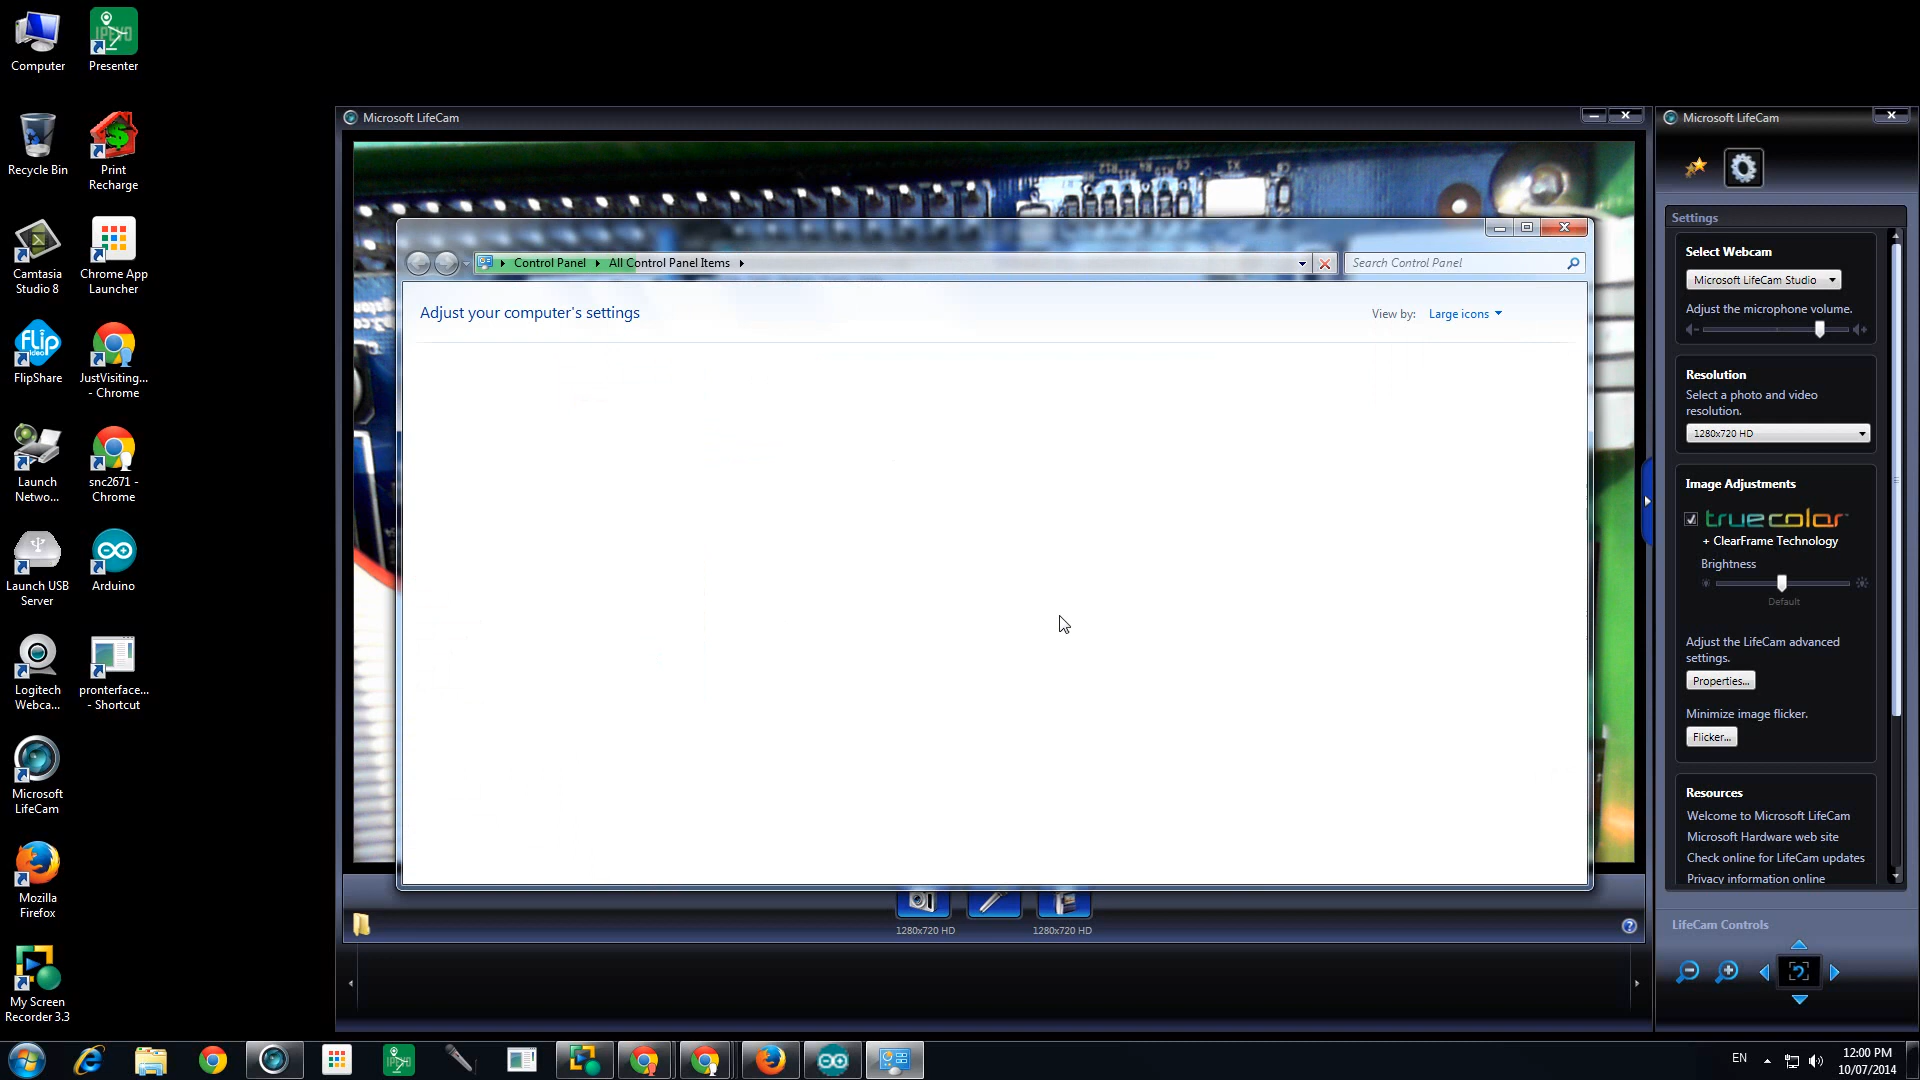 Computer
Presenter
Recycle Bin
Print
Recharge
Camtasia
Studio 8
Chrome App
Launcher
FlipShare
JustVisiting...
- Chrome
Launch
Netwo...
snc2671 -
Chrome
Launch USB
Server
Arduino
Logitech
Webca...
pronterface...
- Shortcut
Microsoft
LifeCam
Mozilla
Firefox
My Screen
Recorder 3.3
flip
video
IPEVO
Microsoft LifeCam
Control Panel
All Control Panel Items
Search Control Panel
Adjust your computer's settings
View by:
Large icons
1280x720 HD
1280x720 HD
Microsoft LifeCam
Settings
Select Webcam
Microsoft LifeCam Studio
Adjust the microphone volume.
Resolution
Select a photo and video
resolution.
1280x720 HD
Image Adjustments
truecolor
+ ClearFrame Technology
Brightness
Default
Adjust the LifeCam advanced
settings.
Properties...
Minimize image flicker.
Flicker...
Resources
Welcome to Microsoft LifeCam
Microsoft Hardware web site
Check online for LifeCam updates
Privacy information online
LifeCam Controls
EN
12:00 PM
10/07/2014